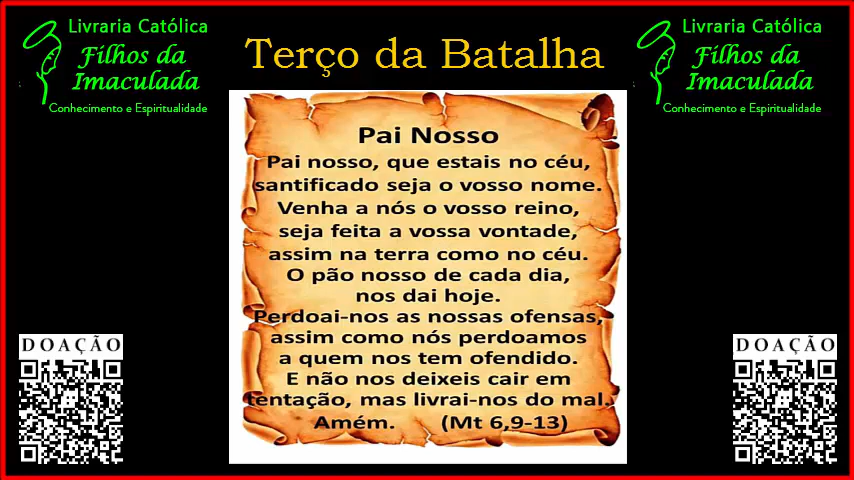 Livraria Católica
Filhos da
Imaculada
Conhecimento e Espiritualidade
Terço da Batalha
Livraria Católica
Filhos da
Imaculada
Conhecimento e Espiritualidade
Pai Nosso
Pai nosso, que estais no céu,
santificado seja o vosso nome.
Venha a nós o vosso reino,
seja feita a vossa vontade,
assim na terra como no céu.
O pão nosso de cada dia,
nos dai hoje.
Perdoai-nos as nossas ofensas,
assim como nós perdoamos
a quem nos tem ofendido.
E não nos deixeis cair em
tentação, mas livrai-nos do mal.
Amém. (Mt 6,9-13)
DOAÇÃO
DOAÇÃO